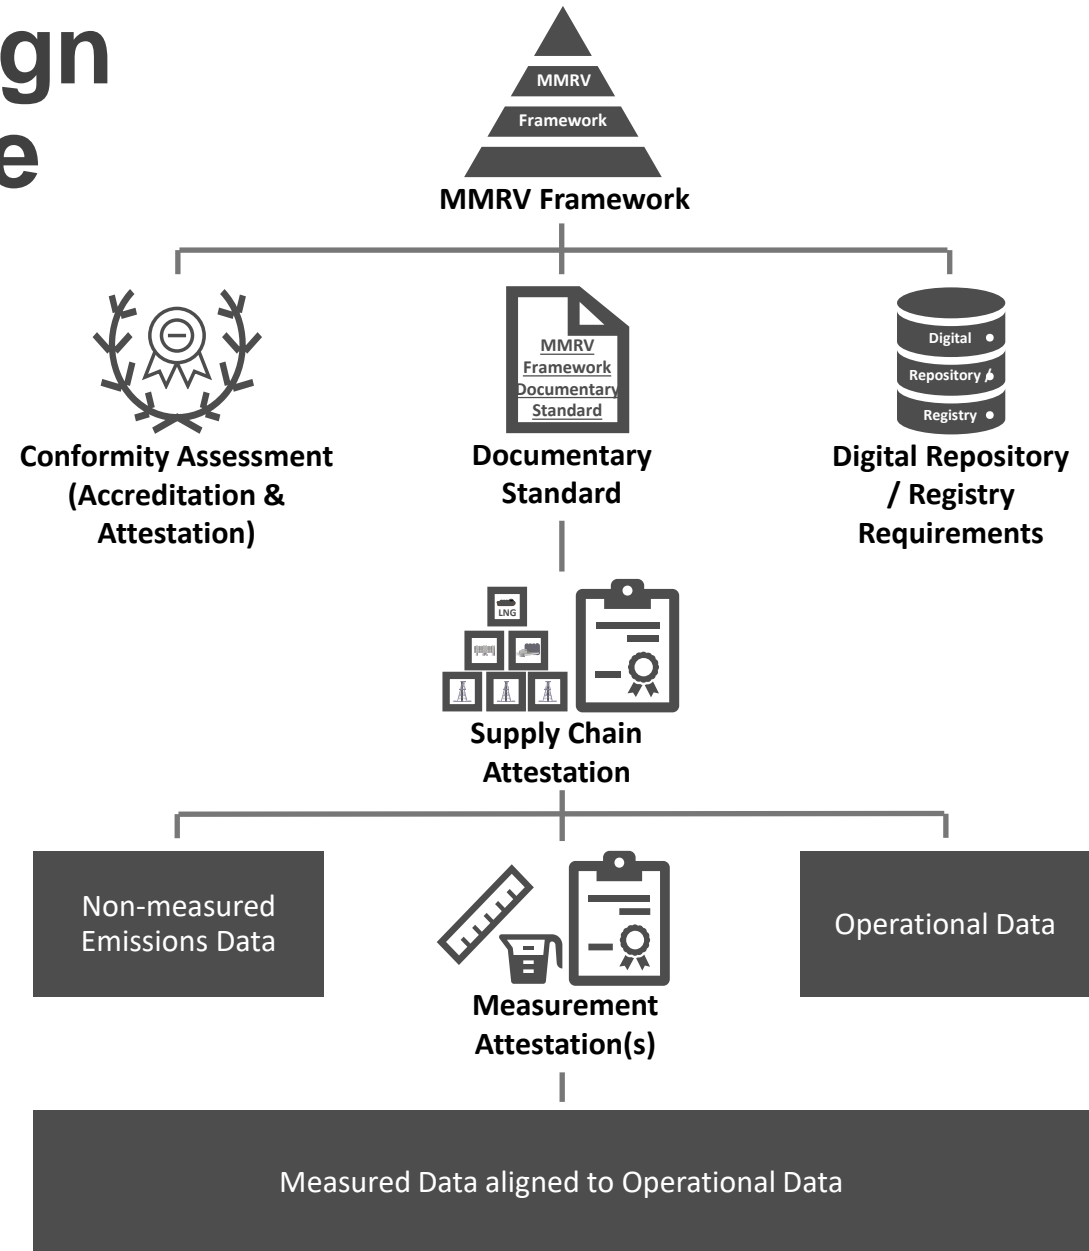 ign
e
MMRV
Framework
MMRV Framework
MMRV
Framework
Documentary
Standard
Digital
Repository
Registry
Conformity Assessment
(Accreditation &
Attestation)
Documentary
Standard
Digital Repository
/ Registry
Requirements
LNG
Supply Chain
Attestation
Non-measured
Emissions Data
Operational Data
Measurement
Attestation(s)
Measured Data aligned to Operational Data